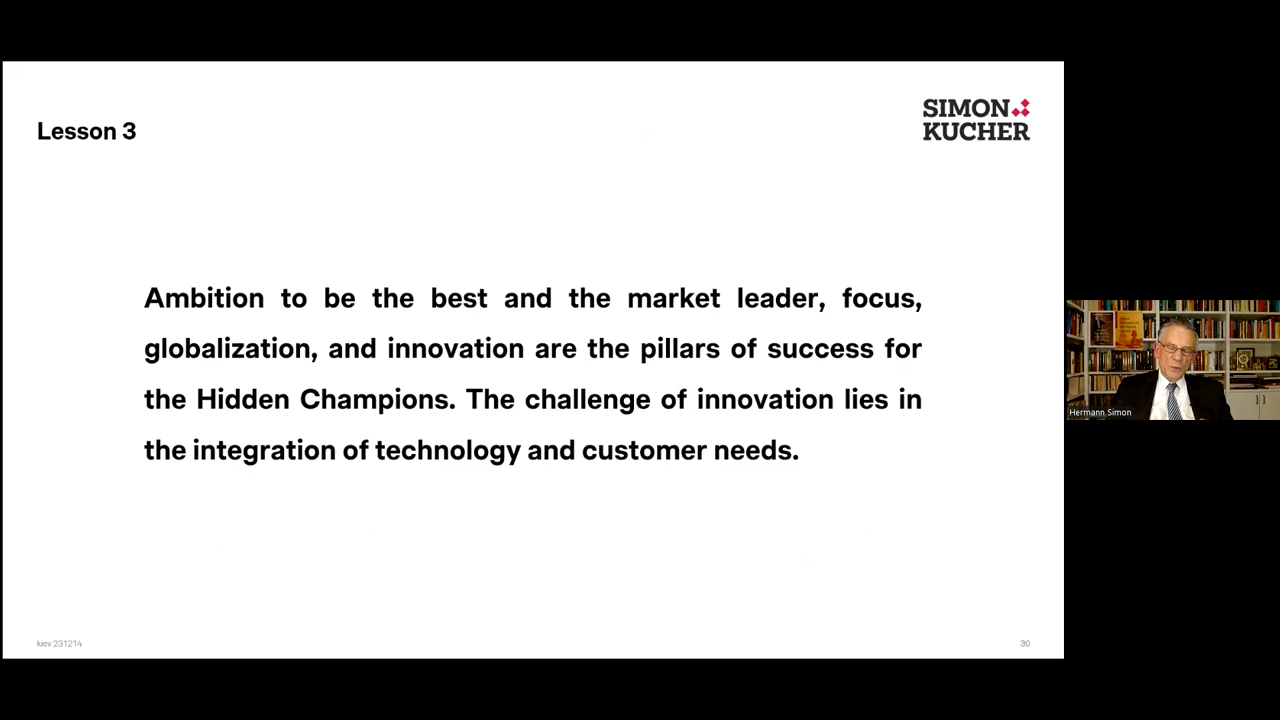 Lesson 3
SIMON
KUCHER
Ambition to be the best and the market leader, focus,
globalization, and innovation are the pillars of success for
the Hidden Champions. The challenge of innovation lies in
the integration of technology and customer needs.
kiev 231214
30
Hermann Simon